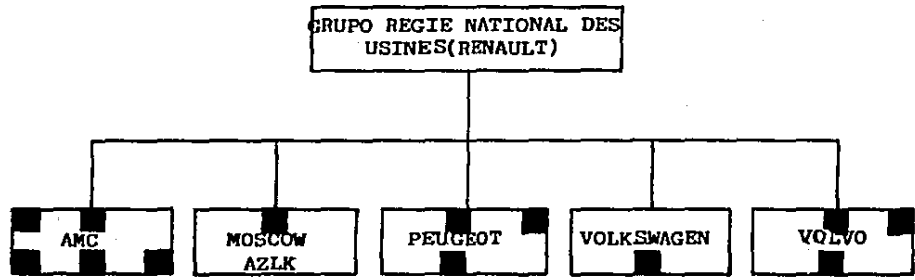 GRUPO REGIE NATIONAL DES
USINES(RENAULT)
AMC
MOSCOW
AZLK
PEUGEOT
VOLKSWAGEN
VOLVO